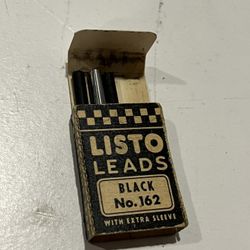 LISTO
LEADS
BLACK
No. 162
WITH EXTRA SLEEVE